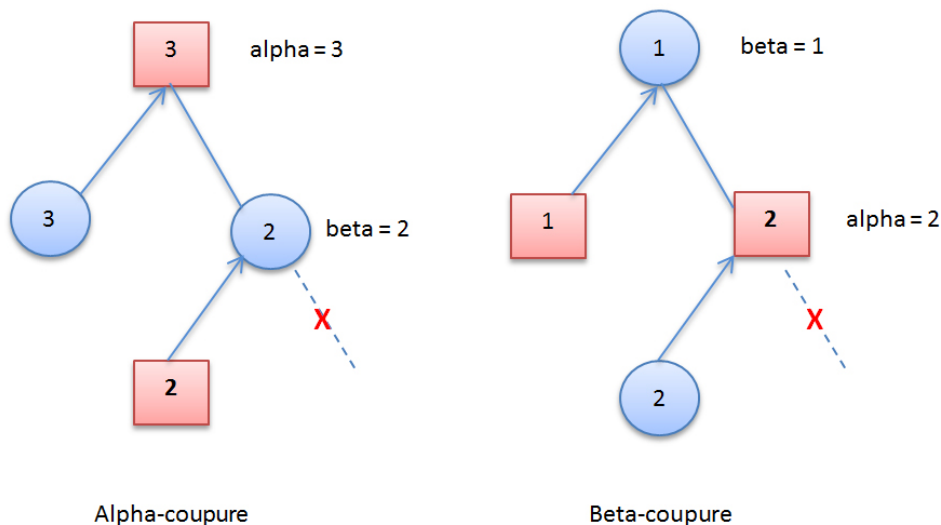 3
alpha = 3
3
2
beta = 2
X
2
Alpha-coupure
1
beta = 1
1
2
alpha = 2
X
2
Beta-coupure